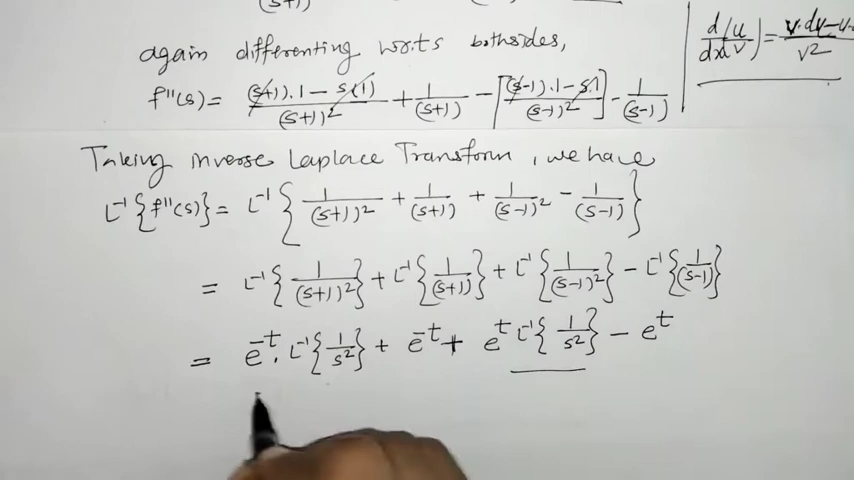 (s+1)
d/dx(u/v) = v.du-u.
v²
again differenting w.r.t s bothsides,
f"(s) = (s+1).1 - s(1)/(s+1)² + 1/(s+1) - [(s-1).1-s.1/(s-1)²] - 1/(s-1)
Taking inverse Laplace Transform, we have
L⁻¹{f"(s)} = L⁻¹{1/(s+1)² + 1/(s+1) + 1/(s-1)² - 1/(s-1)}
= L⁻¹{1/(s+1)²} + L⁻¹{1/(s+1)} + L⁻¹{1/(s-1)²} - L⁻¹{1/(s-1)}
= e⁻ᵗ. L⁻¹{1/s²} + e⁻ᵗ + eᵗ L⁻¹{1/s²} - eᵗ